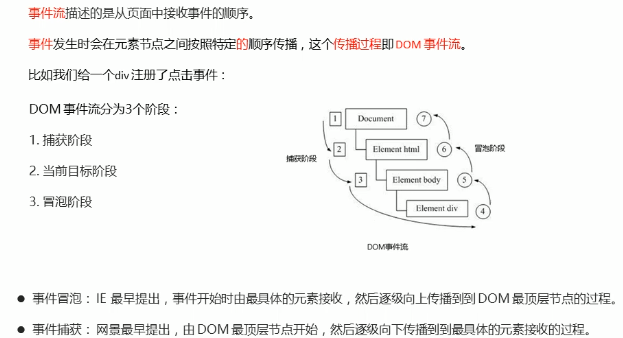 事件流描述的是从页面中接收事件的顺序。
事件发生时会在元素节点之间按照特定的顺序传播，这个传播过程即DOM 事件流。
比如我们给一个div 注册了点击事件：
DOM 事件流分为3个阶段：
1. 捕获阶段
2. 当前目标阶段
3. 冒泡阶段
1 Document 7
2 Element html 6
捕获阶段 冒泡阶段
3 Element body 5
Element div 4
DOM事件流
● 事件冒泡： IE 最早提出，事件开始时由最具体的元素接收，然后逐级向上传播到到 DOM 最顶层节点的过程。
● 事件捕获： 网景最早提出，由 DOM 最顶层节点开始，然后逐级向下传播到到最具体的元素接收的过程。